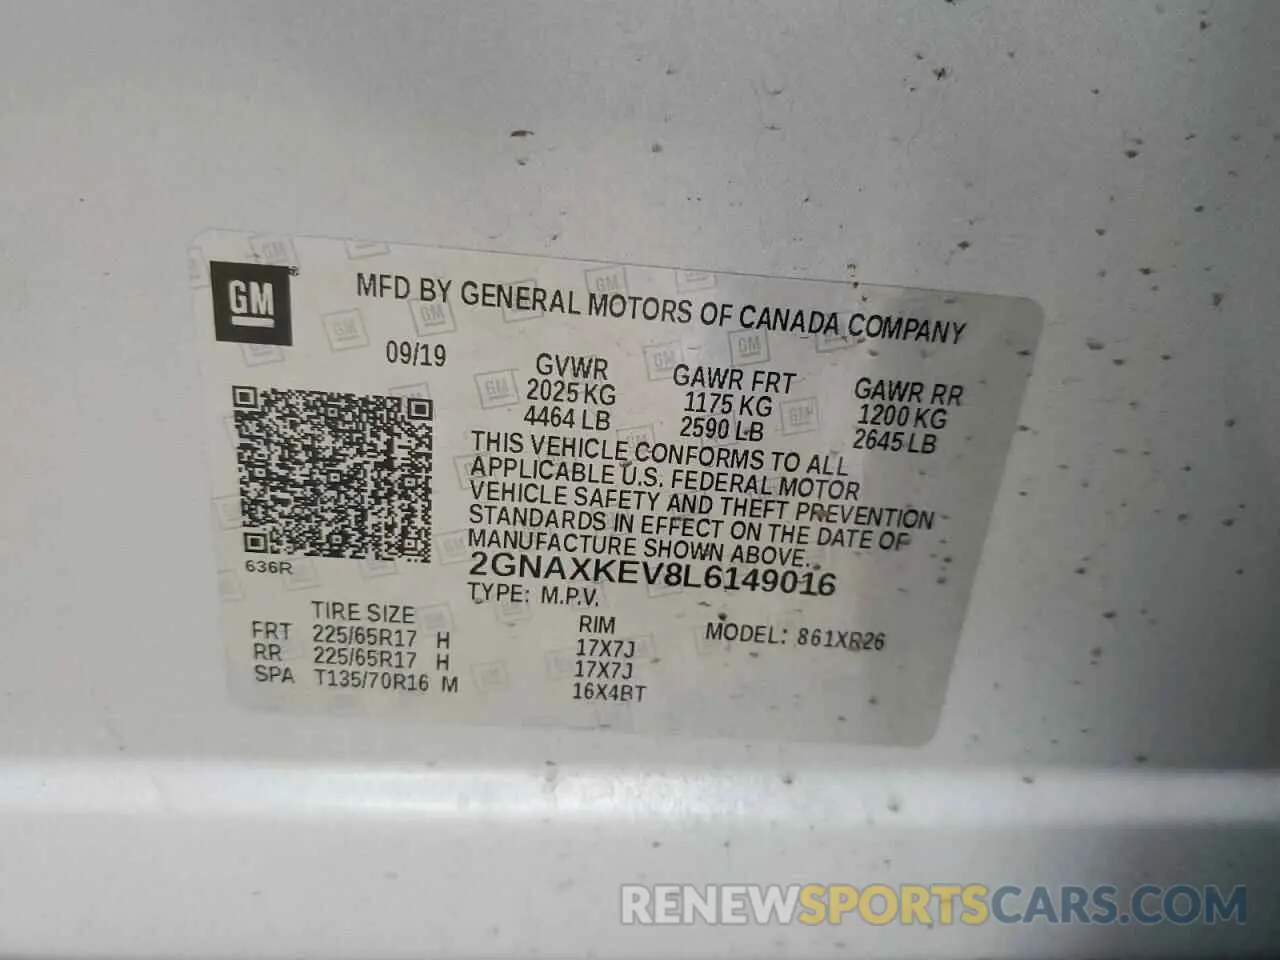 GM®
MFD BY GENERAL MOTORS OF CANADA COMPANY
09/19
GVWR
2025 KG
4464 LB
GAWR FRT
1175 KG
2590 LB
GAWR RR
1200 KG
2645 LB
THIS VEHICLE CONFORMS TO ALL
APPLICABLE U.S. FEDERAL MOTOR
VEHICLE SAFETY AND THEFT PREVENTION
STANDARDS IN EFFECT ON THE DATE OF
MANUFACTURE SHOWN ABOVE.
636R
2GNAXKEV8L6149016
TYPE: M.P.V.
MODEL: 861XR26
TIRE SIZE
RIM
FRT 225/65R17 H 17X7J
RR 225/65R17 H 17X7J
SPA T135/70R16 M 16X4BT
RENEWSPORTSCARS.COM